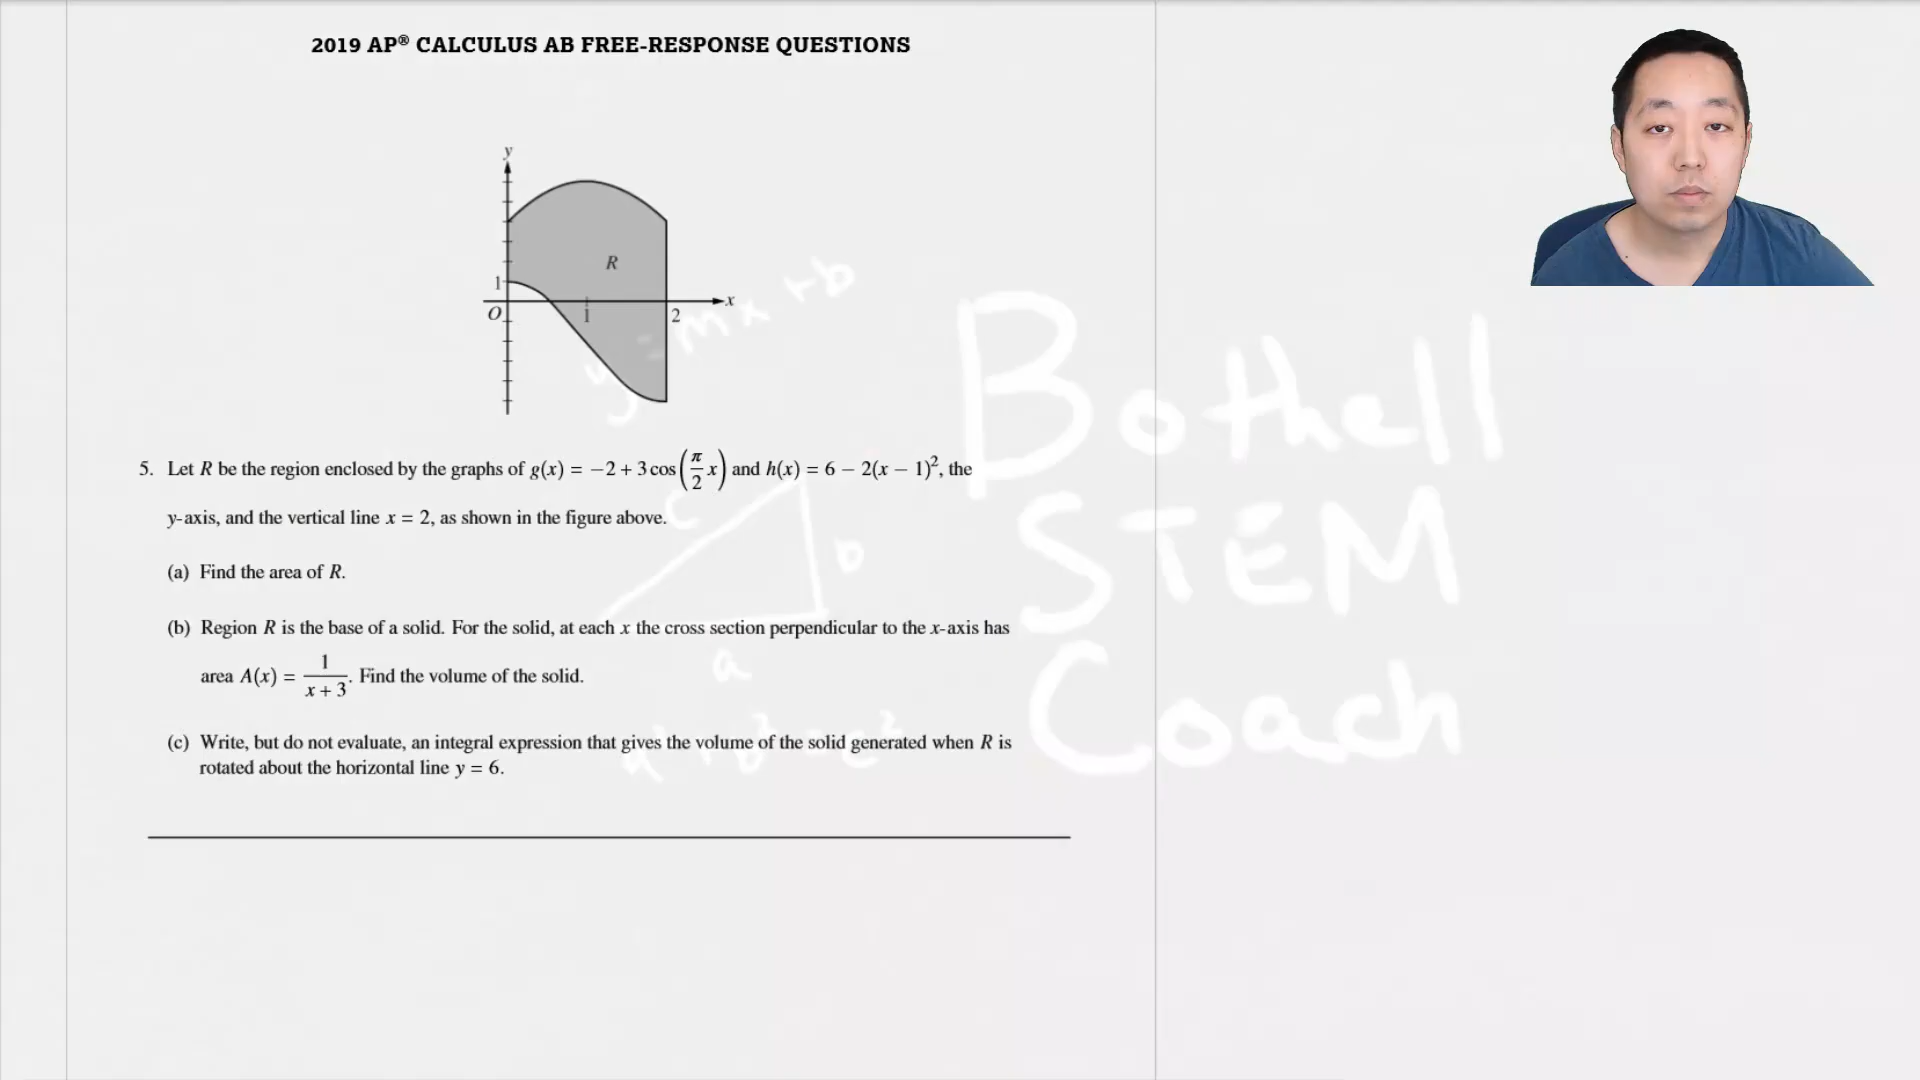 2019 AP® CALCULUS AB FREE-RESPONSE QUESTIONS
y
R
1
x
O
1
2
y = mx + b
5. Let R be the region enclosed by the graphs of g(x) = −2 + 3 cos(π/2 x) and h(x) = 6 − 2(x − 1)², the
y-axis, and the vertical line x = 2, as shown in the figure above.
(a) Find the area of R.
(b) Region R is the base of a solid. For the solid, at each x the cross section perpendicular to the x-axis has
area A(x) = 1/(x + 3). Find the volume of the solid.
(c) Write, but do not evaluate, an integral expression that gives the volume of the solid generated when R is
rotated about the horizontal line y = 6.
c
b
a
a² + b² = c²
Bothell
STEM
Coach